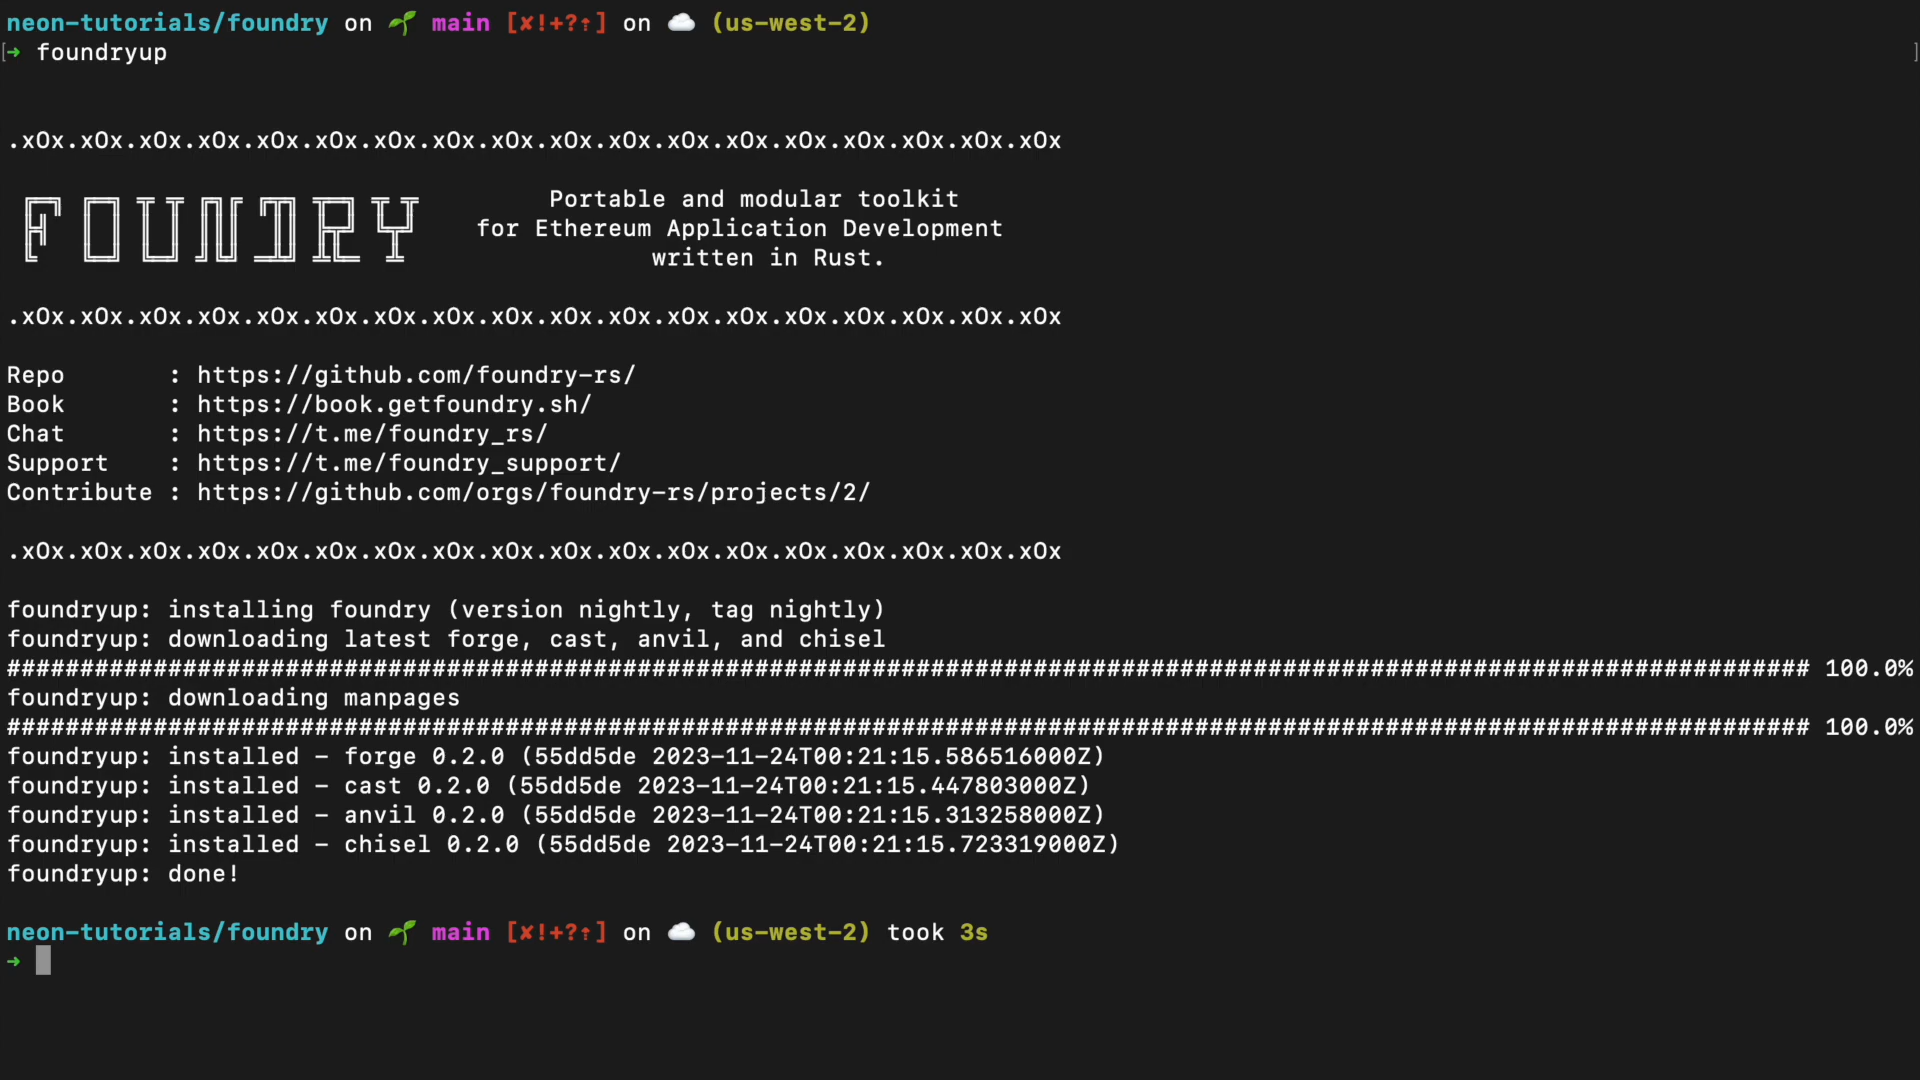 neon-tutorials/foundry on 🌱 main [✘!+?⇡] on ☁️ (us-west-2)
[➜ foundryup ]
.xOx.xOx.xOx.xOx.xOx.xOx.xOx.xOx.xOx.xOx.xOx.xOx.xOx.xOx.xOx.xOx.xOx.xOx
FOUNDRY
Portable and modular toolkit
for Ethereum Application Development
written in Rust.
.xOx.xOx.xOx.xOx.xOx.xOx.xOx.xOx.xOx.xOx.xOx.xOx.xOx.xOx.xOx.xOx.xOx.xOx
Repo       : https://github.com/foundry-rs/
Book       : https://book.getfoundry.sh/
Chat       : https://t.me/foundry_rs/
Support    : https://t.me/foundry_support/
Contribute : https://github.com/orgs/foundry-rs/projects/2/
.xOx.xOx.xOx.xOx.xOx.xOx.xOx.xOx.xOx.xOx.xOx.xOx.xOx.xOx.xOx.xOx.xOx.xOx
foundryup: installing foundry (version nightly, tag nightly)
foundryup: downloading latest forge, cast, anvil, and chisel
########################################################################################################################### 100.0%
foundryup: downloading manpages
########################################################################################################################### 100.0%
foundryup: installed - forge 0.2.0 (55dd5de 2023-11-24T00:21:15.586516000Z)
foundryup: installed - cast 0.2.0 (55dd5de 2023-11-24T00:21:15.447803000Z)
foundryup: installed - anvil 0.2.0 (55dd5de 2023-11-24T00:21:15.313258000Z)
foundryup: installed - chisel 0.2.0 (55dd5de 2023-11-24T00:21:15.723319000Z)
foundryup: done!
neon-tutorials/foundry on 🌱 main [✘!+?⇡] on ☁️ (us-west-2) took 3s
➜